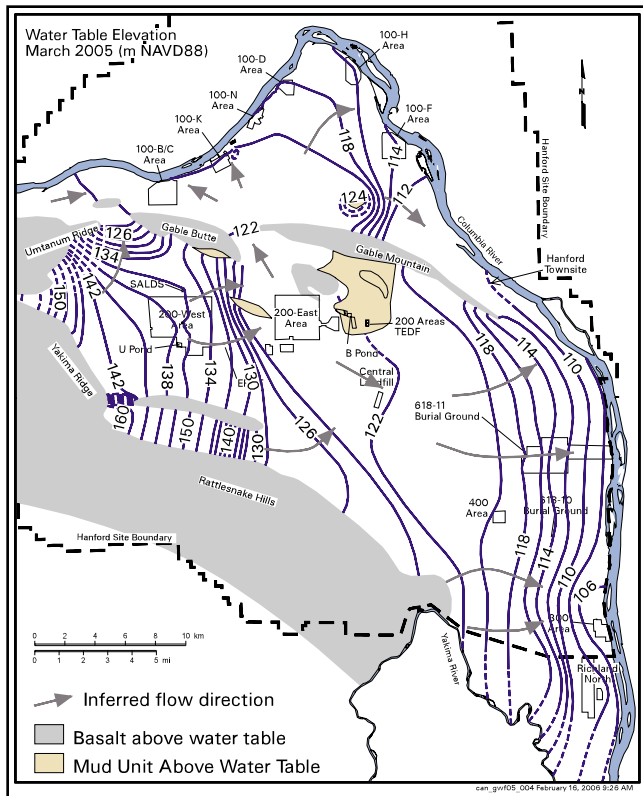 Water Table Elevation
March 2005 (m NAVD88)
100-H
Area
100-D
Area
100-N
Area
100-K
Area
100-F
Area
100-B/C
Area
118
114
112
124
122
Hanford Site Boundary
Columbia River
Umtanum Ridge
126
134
142
150
Gable Butte
Gable Mountain
Hanford
Townsite
SALDS
200-West
Area
200-East
Area
200 Areas
TEDF
U Pond
B Pond
Central
Landfill
118
114
110
Yakima Ridge
142
138
134
130
160
150
140
130
126
122
618-11
Burial Ground
Rattlesnake Hills
400
Area
618-10
Burial Ground
118
114
110
106
Hanford Site Boundary
300
Area
Yakima River
Richland
North
0 2 4 6 8 10 km
0 1 2 3 4 5 mi
Inferred flow direction
Basalt above water table
Mud Unit Above Water Table
can_gwf05_004 February 16, 2006 9:26 AM